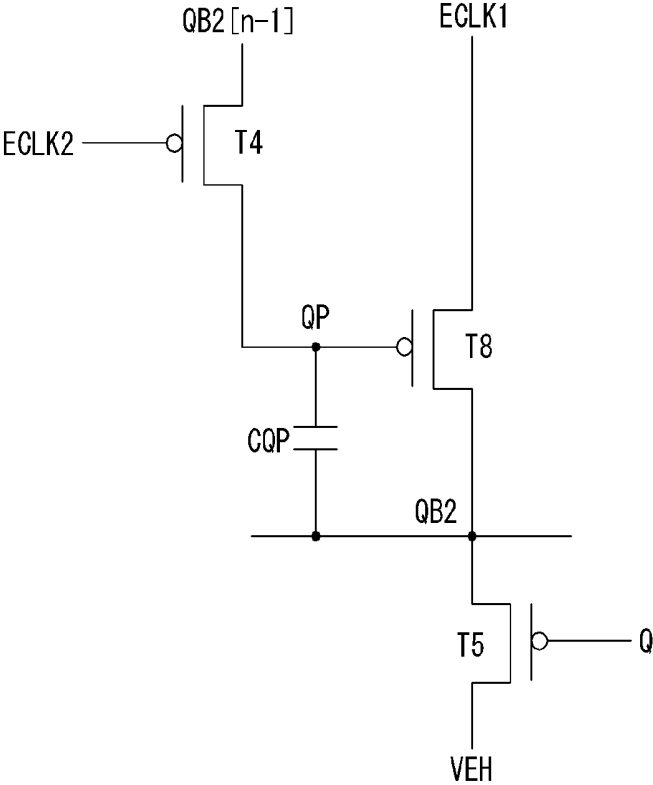 QB2[n-1]
ECLK1
ECLK2
T4
QP
T8
CQP
QB2
T5
Q
VEH